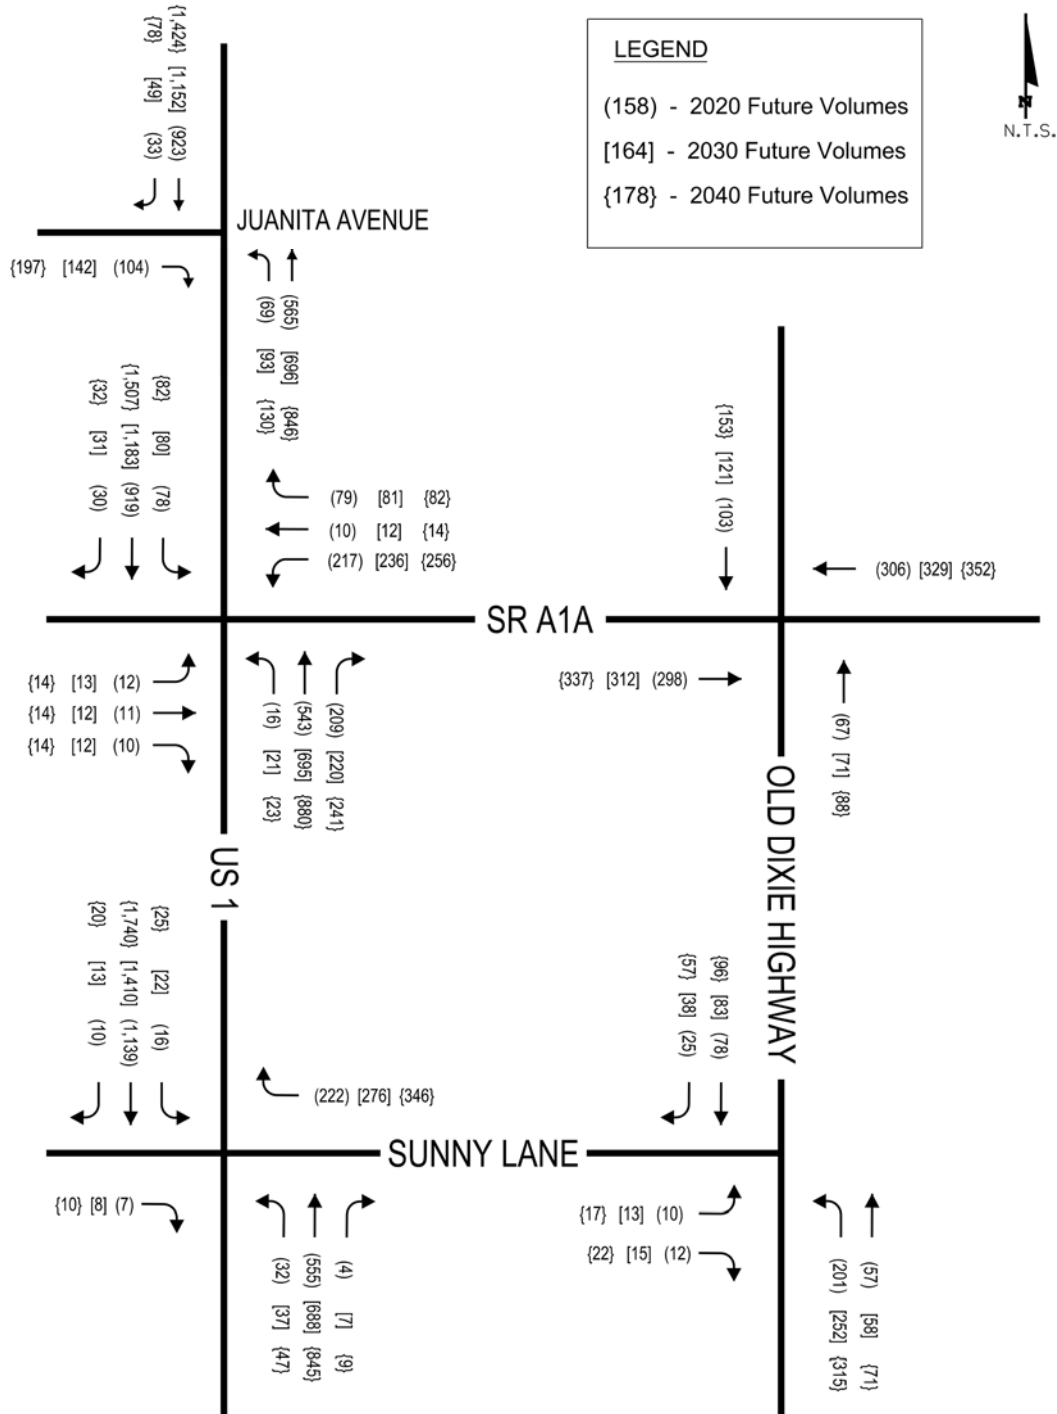 LEGEND
(158) - 2020 Future Volumes
[164] - 2030 Future Volumes
{178} - 2040 Future Volumes
N
N.T.S.
{1,424} [1,152] (923)
{78} [49] (33)
JUANITA AVENUE
{197} [142] (104)
(69) [93] {130}
(565) [696] {846}
{32} [31] (30)
{1,507} [1,183] (919)
{82} [80] (78)
(79) [81] {82}
(10) [12] {14}
(217) [236] {256}
{153} [121] (103)
(306) [329] {352}
SR A1A
{14} [13] (12)
{14} [12] (11)
{14} [12] (10)
(16) [21] {23}
(543) [695] {880}
(209) [220] {241}
{337} [312] (298)
(67) [71] {88}
US 1
OLD DIXIE HIGHWAY
{20} [13] (10)
{1,740} [1,410] (1,139)
{25} [22] (16)
(222) [276] {346}
{57} [38] (25)
{96} [83] (78)
SUNNY LANE
{10} [8] (7)
(32) [37] {47}
(555) [688] {845}
(4) [7] {9}
{17} [13] (10)
{22} [15] (12)
(201) [252] {315}
(57) [58] {71}